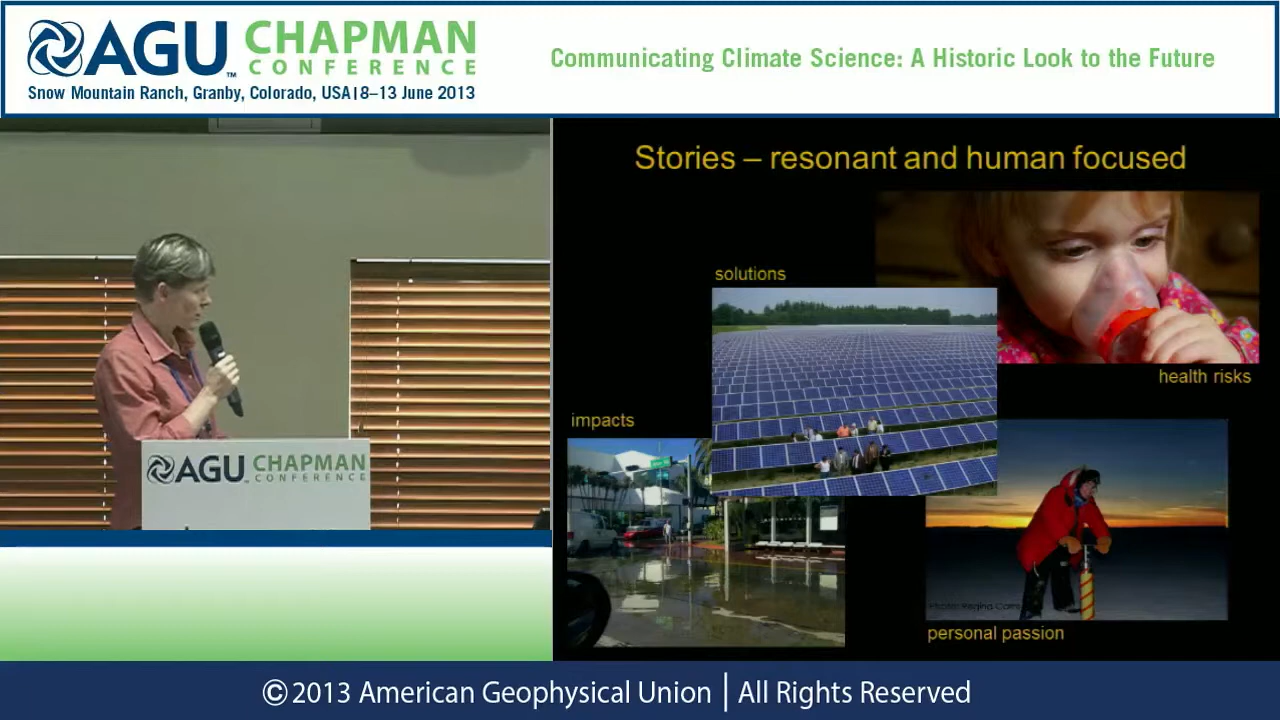 AGU CHAPMAN
CONFERENCE
Snow Mountain Ranch, Granby, Colorado, USA|8–13 June 2013
Communicating Climate Science: A Historic Look to the Future
Stories – resonant and human focused
solutions
health risks
impacts
AGU CHAPMAN
CONFERENCE
personal passion
©2013 American Geophysical Union | All Rights Reserved